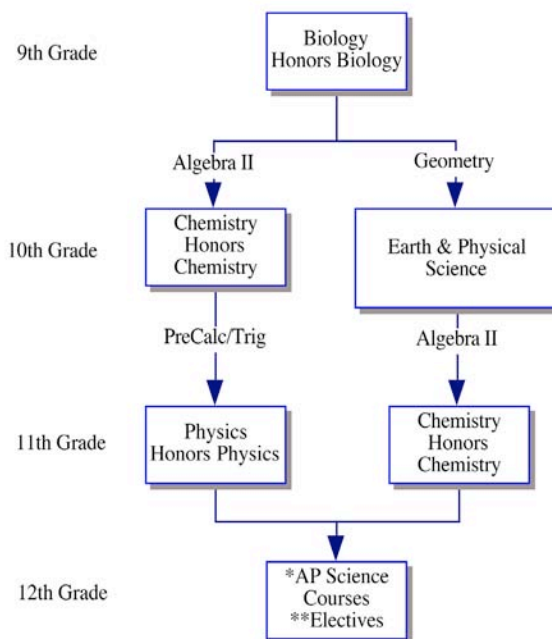 9th Grade
Biology
Honors Biology
Algebra II
Geometry
10th Grade
Chemistry
Honors
Chemistry
Earth & Physical
Science
PreCalc/Trig
Algebra II
11th Grade
Physics
Honors Physics
Chemistry
Honors
Chemistry
12th Grade
*AP Science
Courses
**Electives